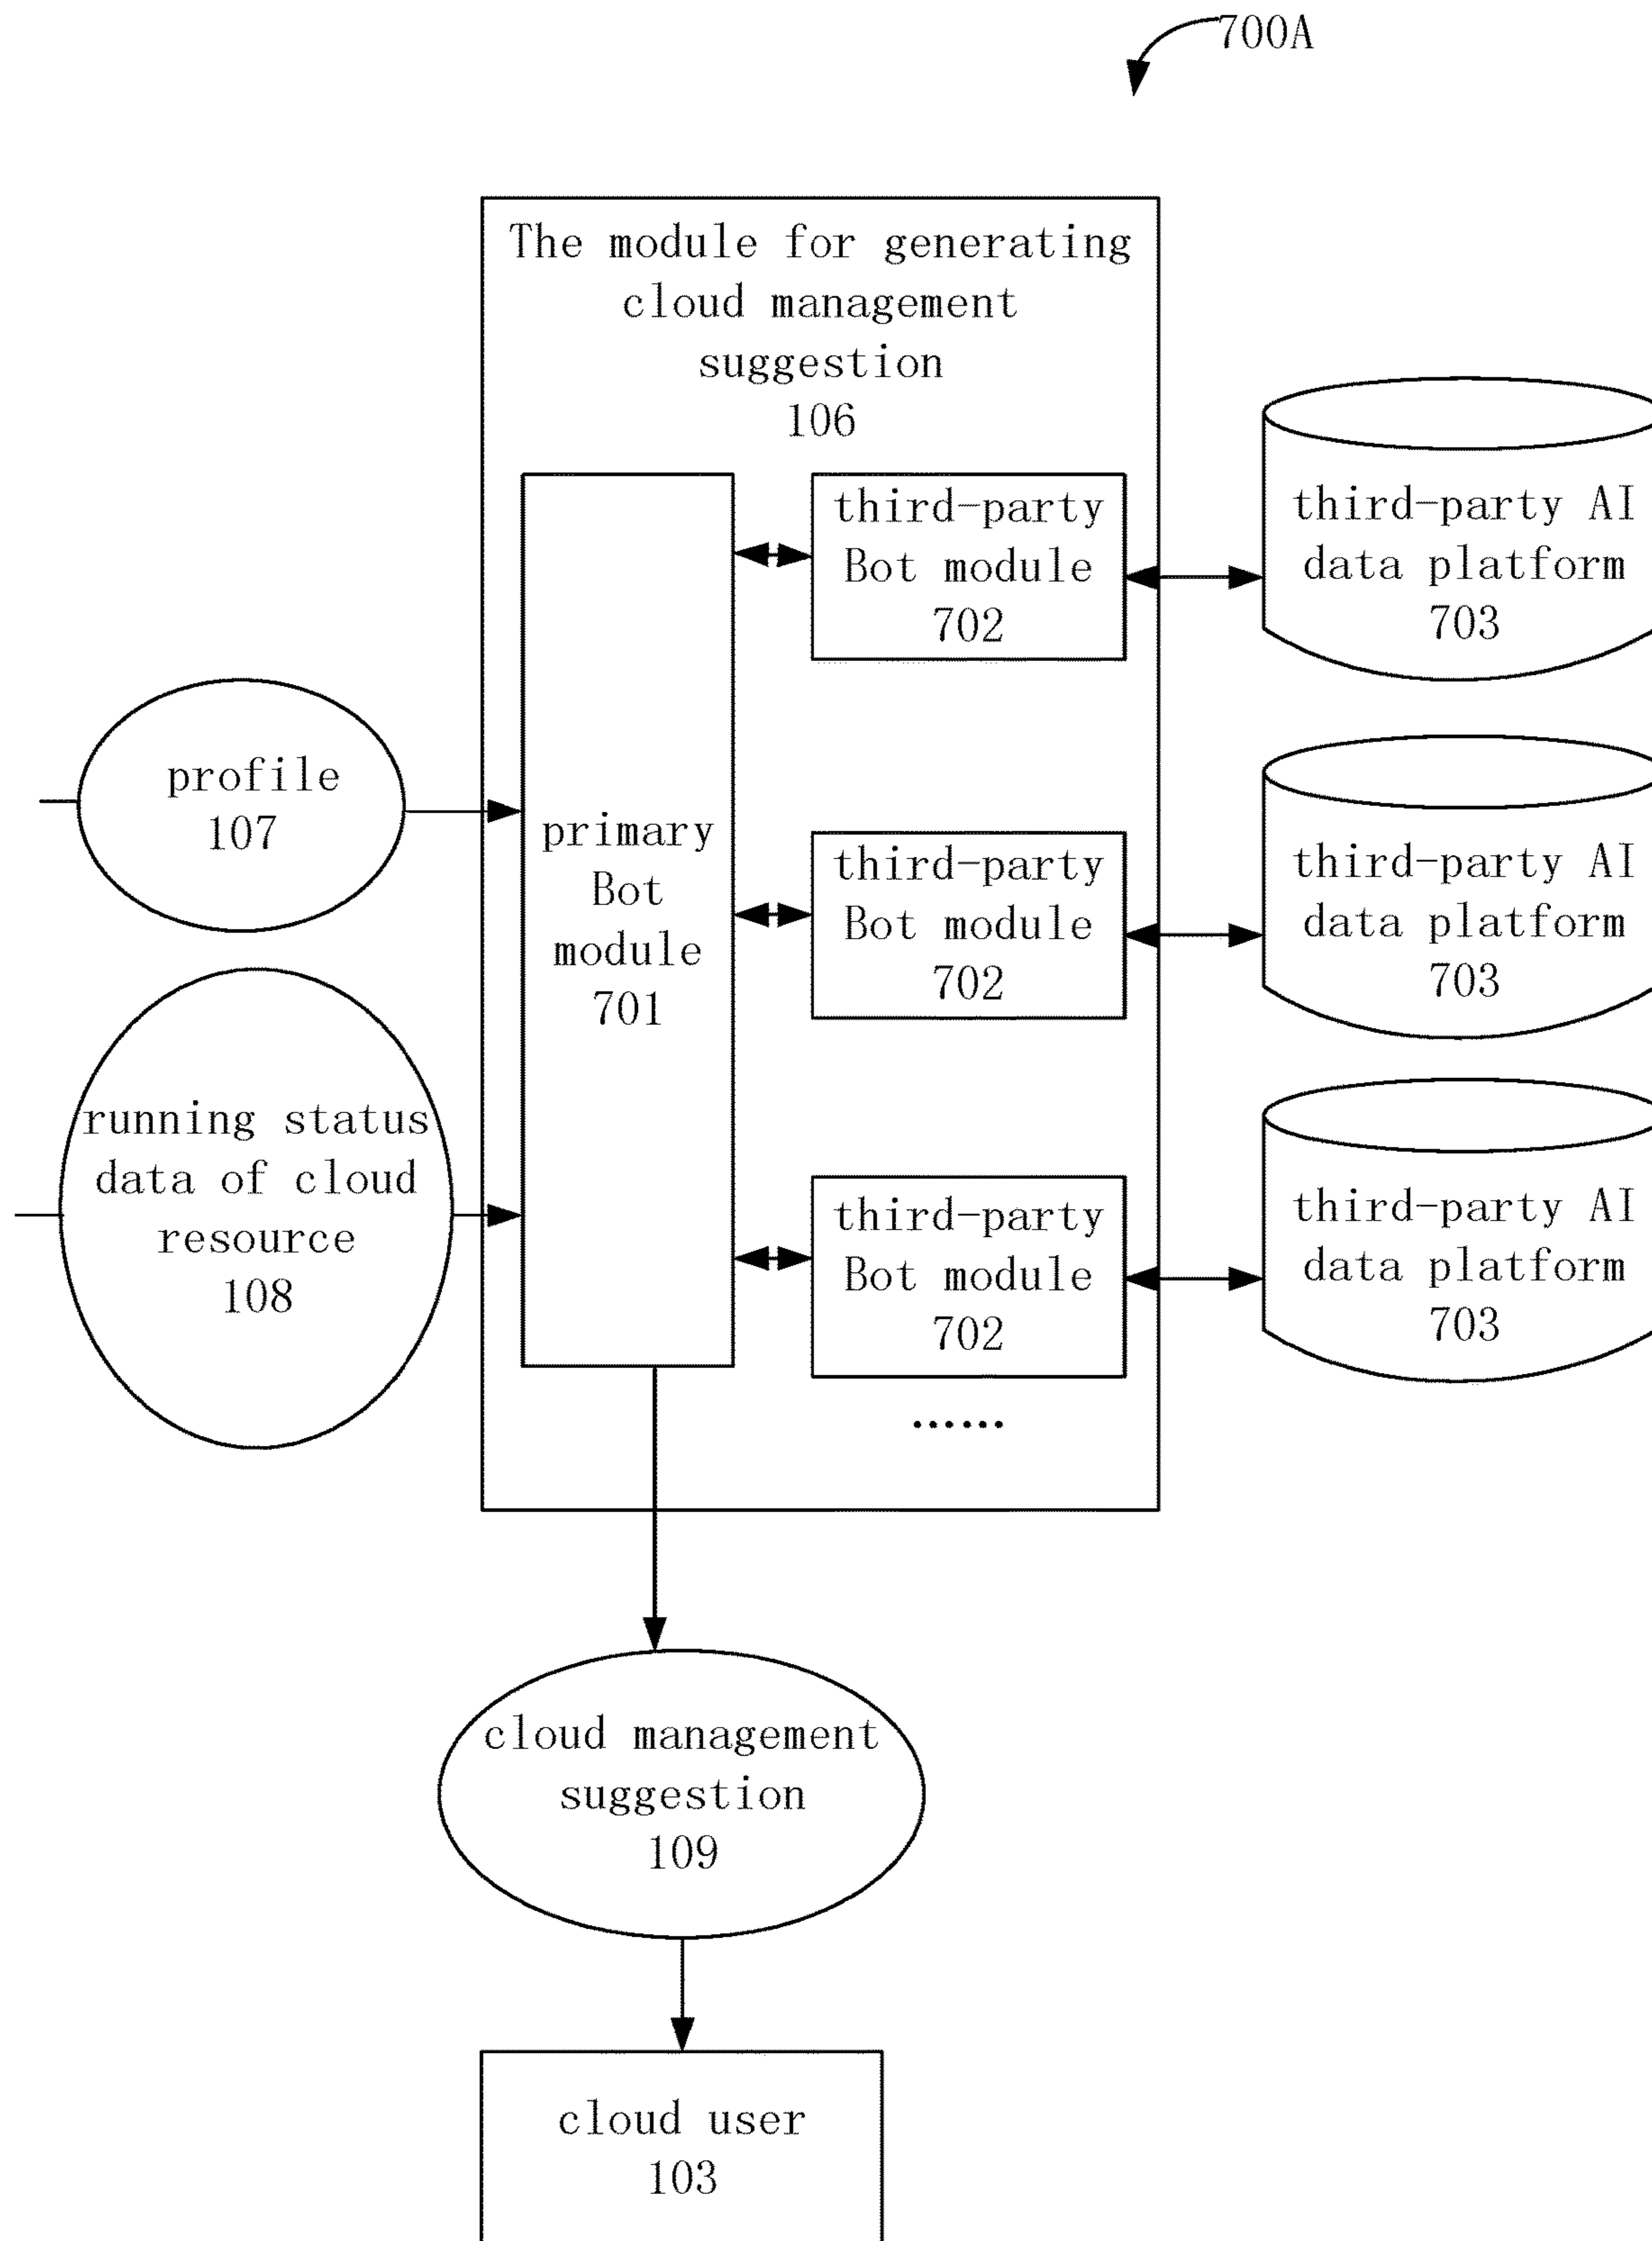 700A
The module for generating
cloud management
suggestion
106
third-party
Bot module
702
third-party AI
data platform
703
profile
107
primary
Bot
module
701
third-party
Bot module
702
third-party AI
data platform
703
running status
data of cloud
resource
108
third-party
Bot module
702
third-party AI
data platform
703
......
cloud management
suggestion
109
cloud user
103